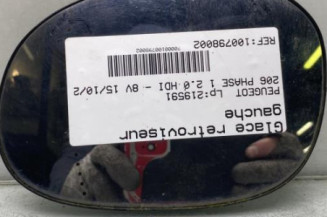 Glace retroviseur
gauche
PEUGEOT Lp:219591
206 PHASE 1 2.0 HDI - 8V 15/10/2
REF:100798002